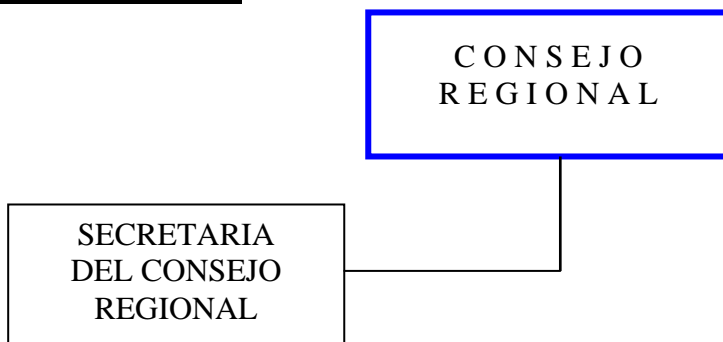 C O N S E J O
R E G I O N A L
SECRETARIA
DEL CONSEJO
REGIONAL